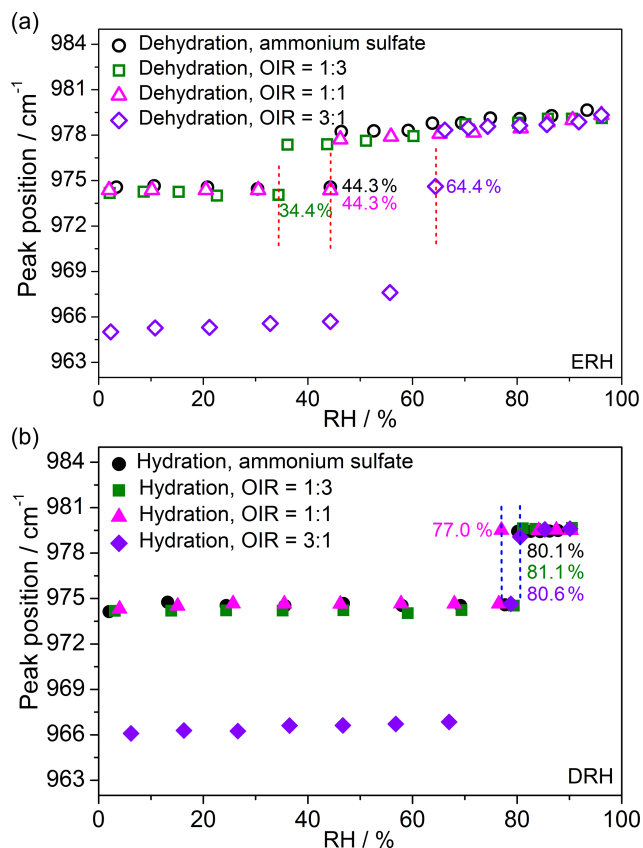 (a)
984
981
978
975
972
969
966
963
Peak position / cm⁻¹
Dehydration, ammonium sulfate
Dehydration, OIR = 1:3
Dehydration, OIR = 1:1
Dehydration, OIR = 3:1
34.4%
44.3%
44.3%
64.4%
ERH
0 20 40 60 80 100
RH / %
(b)
984
981
978
975
972
969
966
963
Peak position / cm⁻¹
Hydration, ammonium sulfate
Hydration, OIR = 1:3
Hydration, OIR = 1:1
Hydration, OIR = 3:1
77.0 %
80.1%
81.1%
80.6%
DRH
0 20 40 60 80 100
RH / %